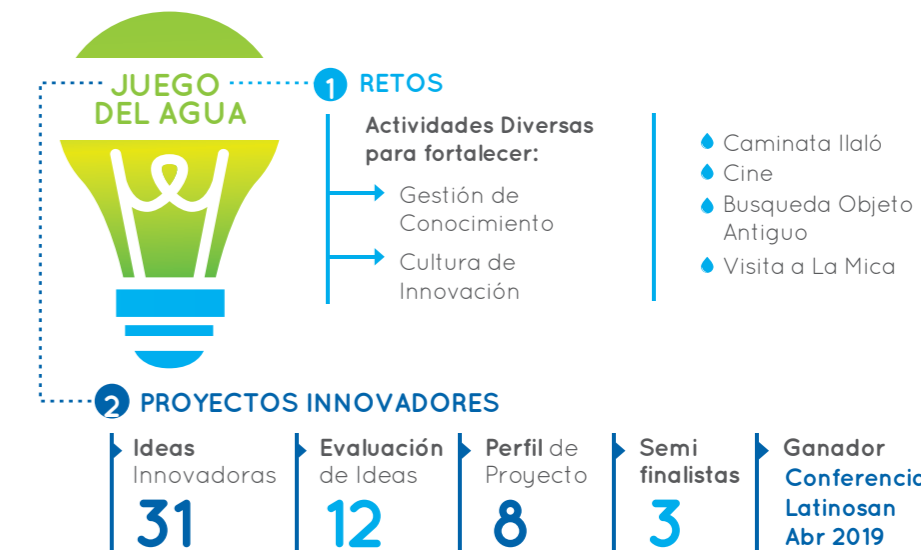 JUEGO
DEL AGUA
1 RETOS
Actividades Diversas
para fortalecer:
Gestión de
Conocimiento
Cultura de
Innovación
Caminata Ilaló
Cine
Busqueda Objeto
Antiguo
Visita a La Mica
2 PROYECTOS INNOVADORES
Ideas
Innovadoras
31
Evaluación
de Ideas
12
Perfil de
Proyecto
8
Semi
finalistas
3
Ganador
Conferencia
Latinosan
Abr 2019